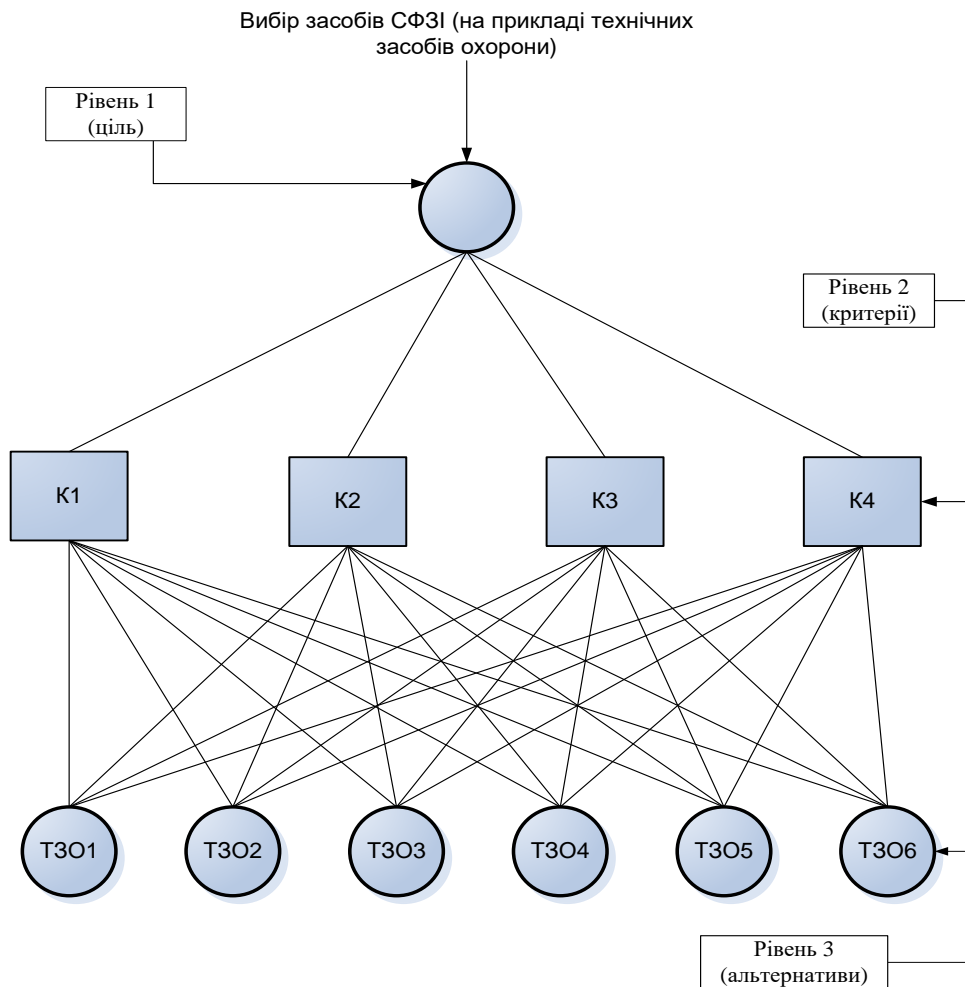 Вибір засобів СФЗІ (на прикладі технічних
засобів охорони)
Рівень 1
(ціль)
Рівень 2
(критерії)
К1
К2
К3
К4
ТЗО1
ТЗО2
ТЗО3
ТЗО4
ТЗО5
ТЗО6
Рівень 3
(альтернативи)